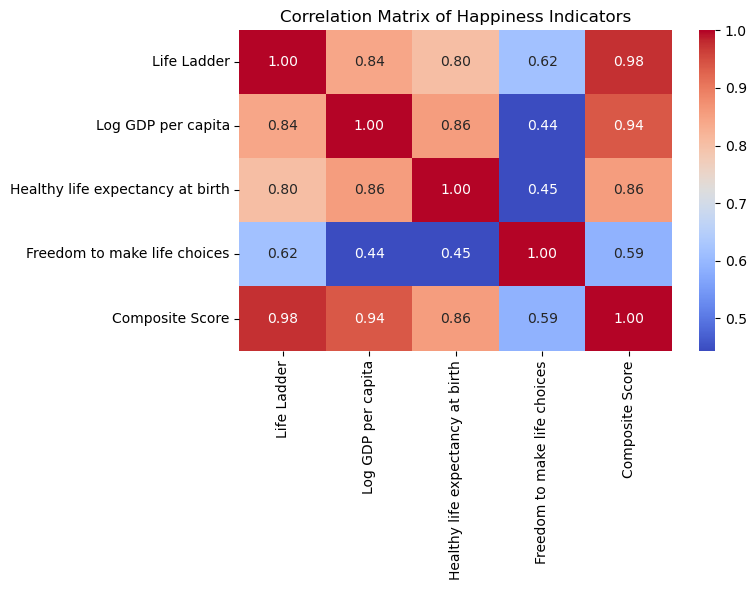 Correlation Matrix of Happiness Indicators
Life Ladder 1.00 0.84 0.80 0.62 0.98
Log GDP per capita 0.84 1.00 0.86 0.44 0.94
Healthy life expectancy at birth 0.80 0.86 1.00 0.45 0.86
Freedom to make life choices 0.62 0.44 0.45 1.00 0.59
Composite Score 0.98 0.94 0.86 0.59 1.00
Life Ladder
Log GDP per capita
Healthy life expectancy at birth
Freedom to make life choices
Composite Score
1.0
0.9
0.8
0.7
0.6
0.5